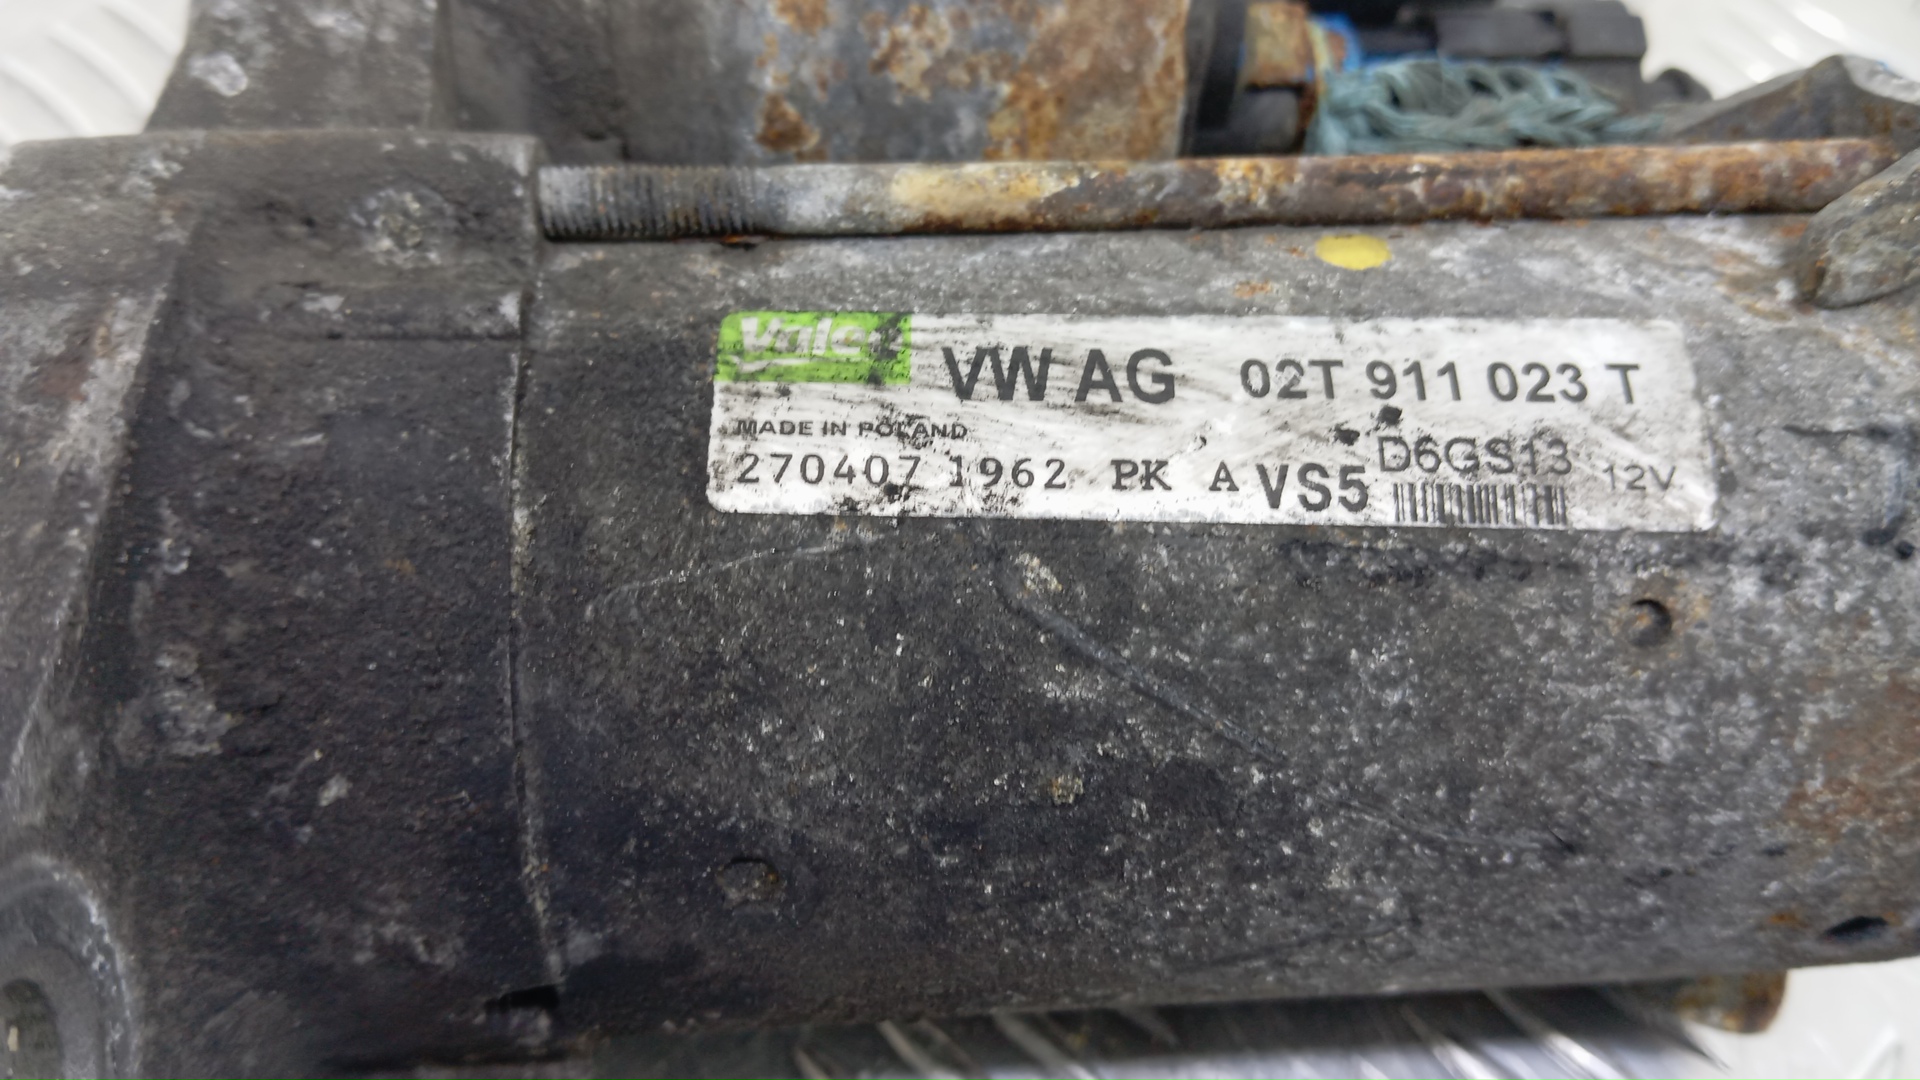 Valeo VW AG 02T 911 023 T
MADE IN POLAND
270407 1962 PK A VS5 D6GS13 12V